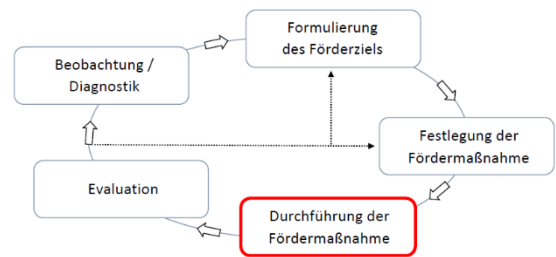 Formulierung
des Förderziels
Beobachtung /
Diagnostik
Festlegung der
Fördermaßnahme
Evaluation
Durchführung der
Fördermaßnahme